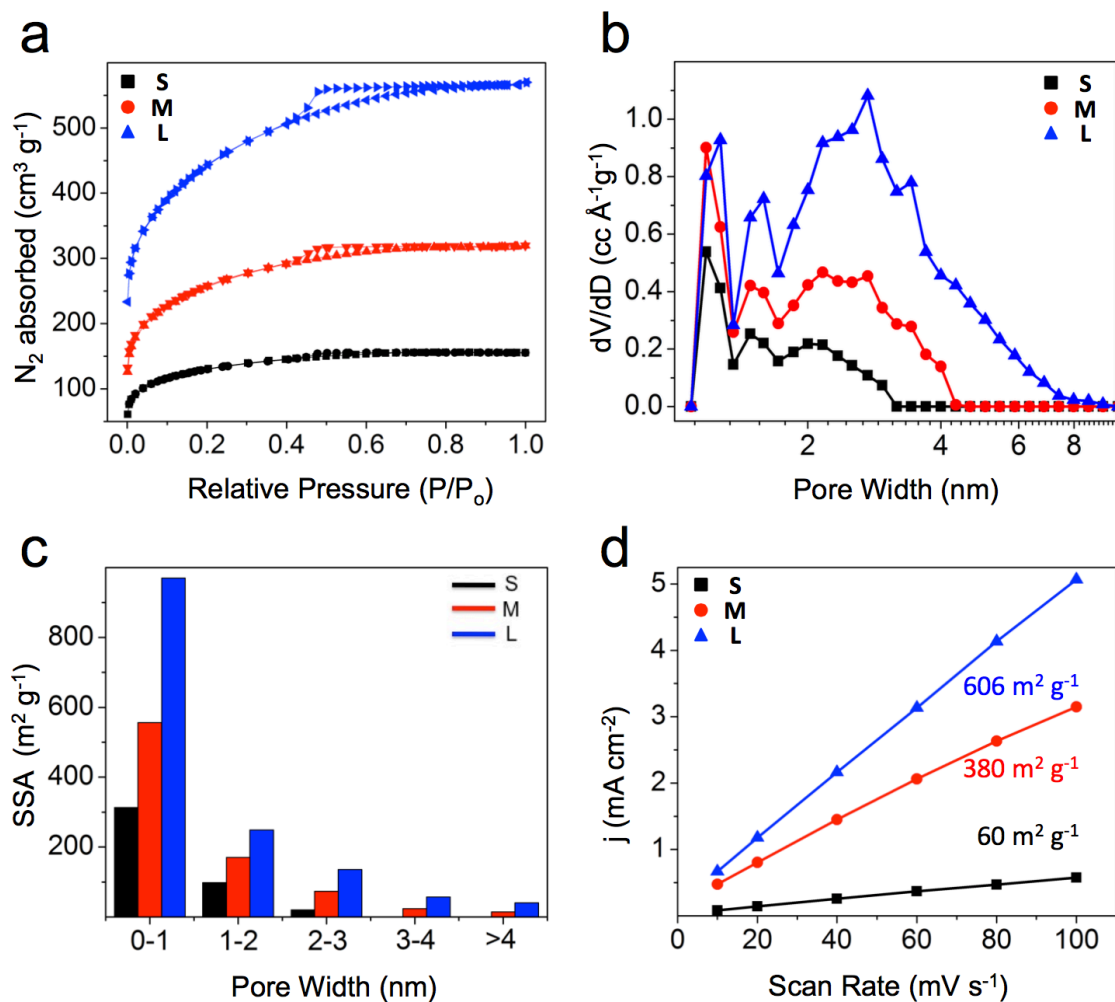 a
S
M
L
500
400
300
200
100
0.0 0.2 0.4 0.6 0.8 1.0
N₂ absorbed (cm³ g⁻¹)
Relative Pressure (P/Pₒ)
b
S
M
L
1.0
0.8
0.6
0.4
0.2
0.0
2 4 6 8
dV/dD (cc Å⁻¹g⁻¹)
Pore Width (nm)
c
S
M
L
800
600
400
200
0-1 1-2 2-3 3-4 >4
SSA (m² g⁻¹)
Pore Width (nm)
d
S
M
L
5
4
3
2
1
606 m² g⁻¹
380 m² g⁻¹
60 m² g⁻¹
0 20 40 60 80 100
j (mA cm⁻²)
Scan Rate (mV s⁻¹)